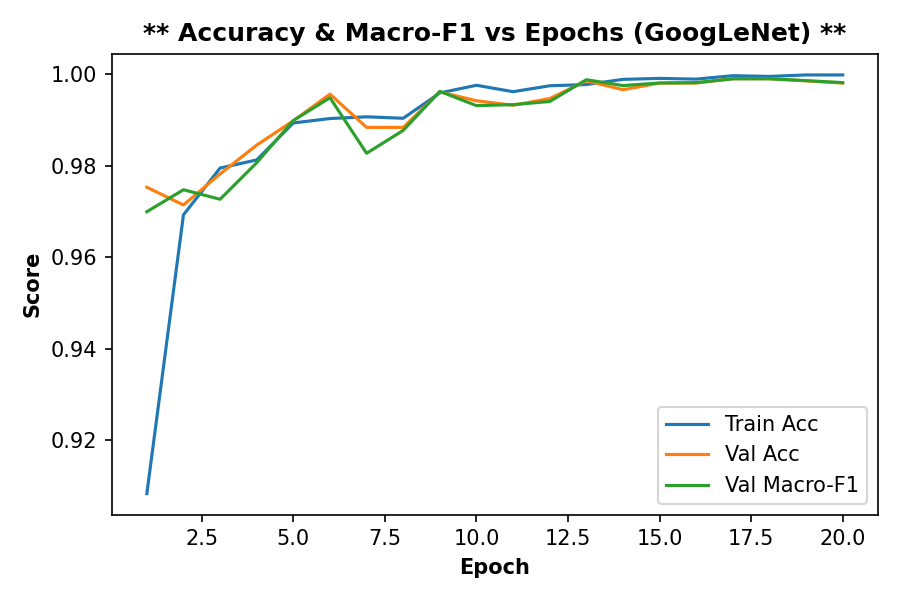 ** Accuracy & Macro-F1 vs Epochs (GoogLeNet) **
Score
1.00
0.98
0.96
0.94
0.92
Train Acc
Val Acc
Val Macro-F1
2.5 5.0 7.5 10.0 12.5 15.0 17.5 20.0
Epoch